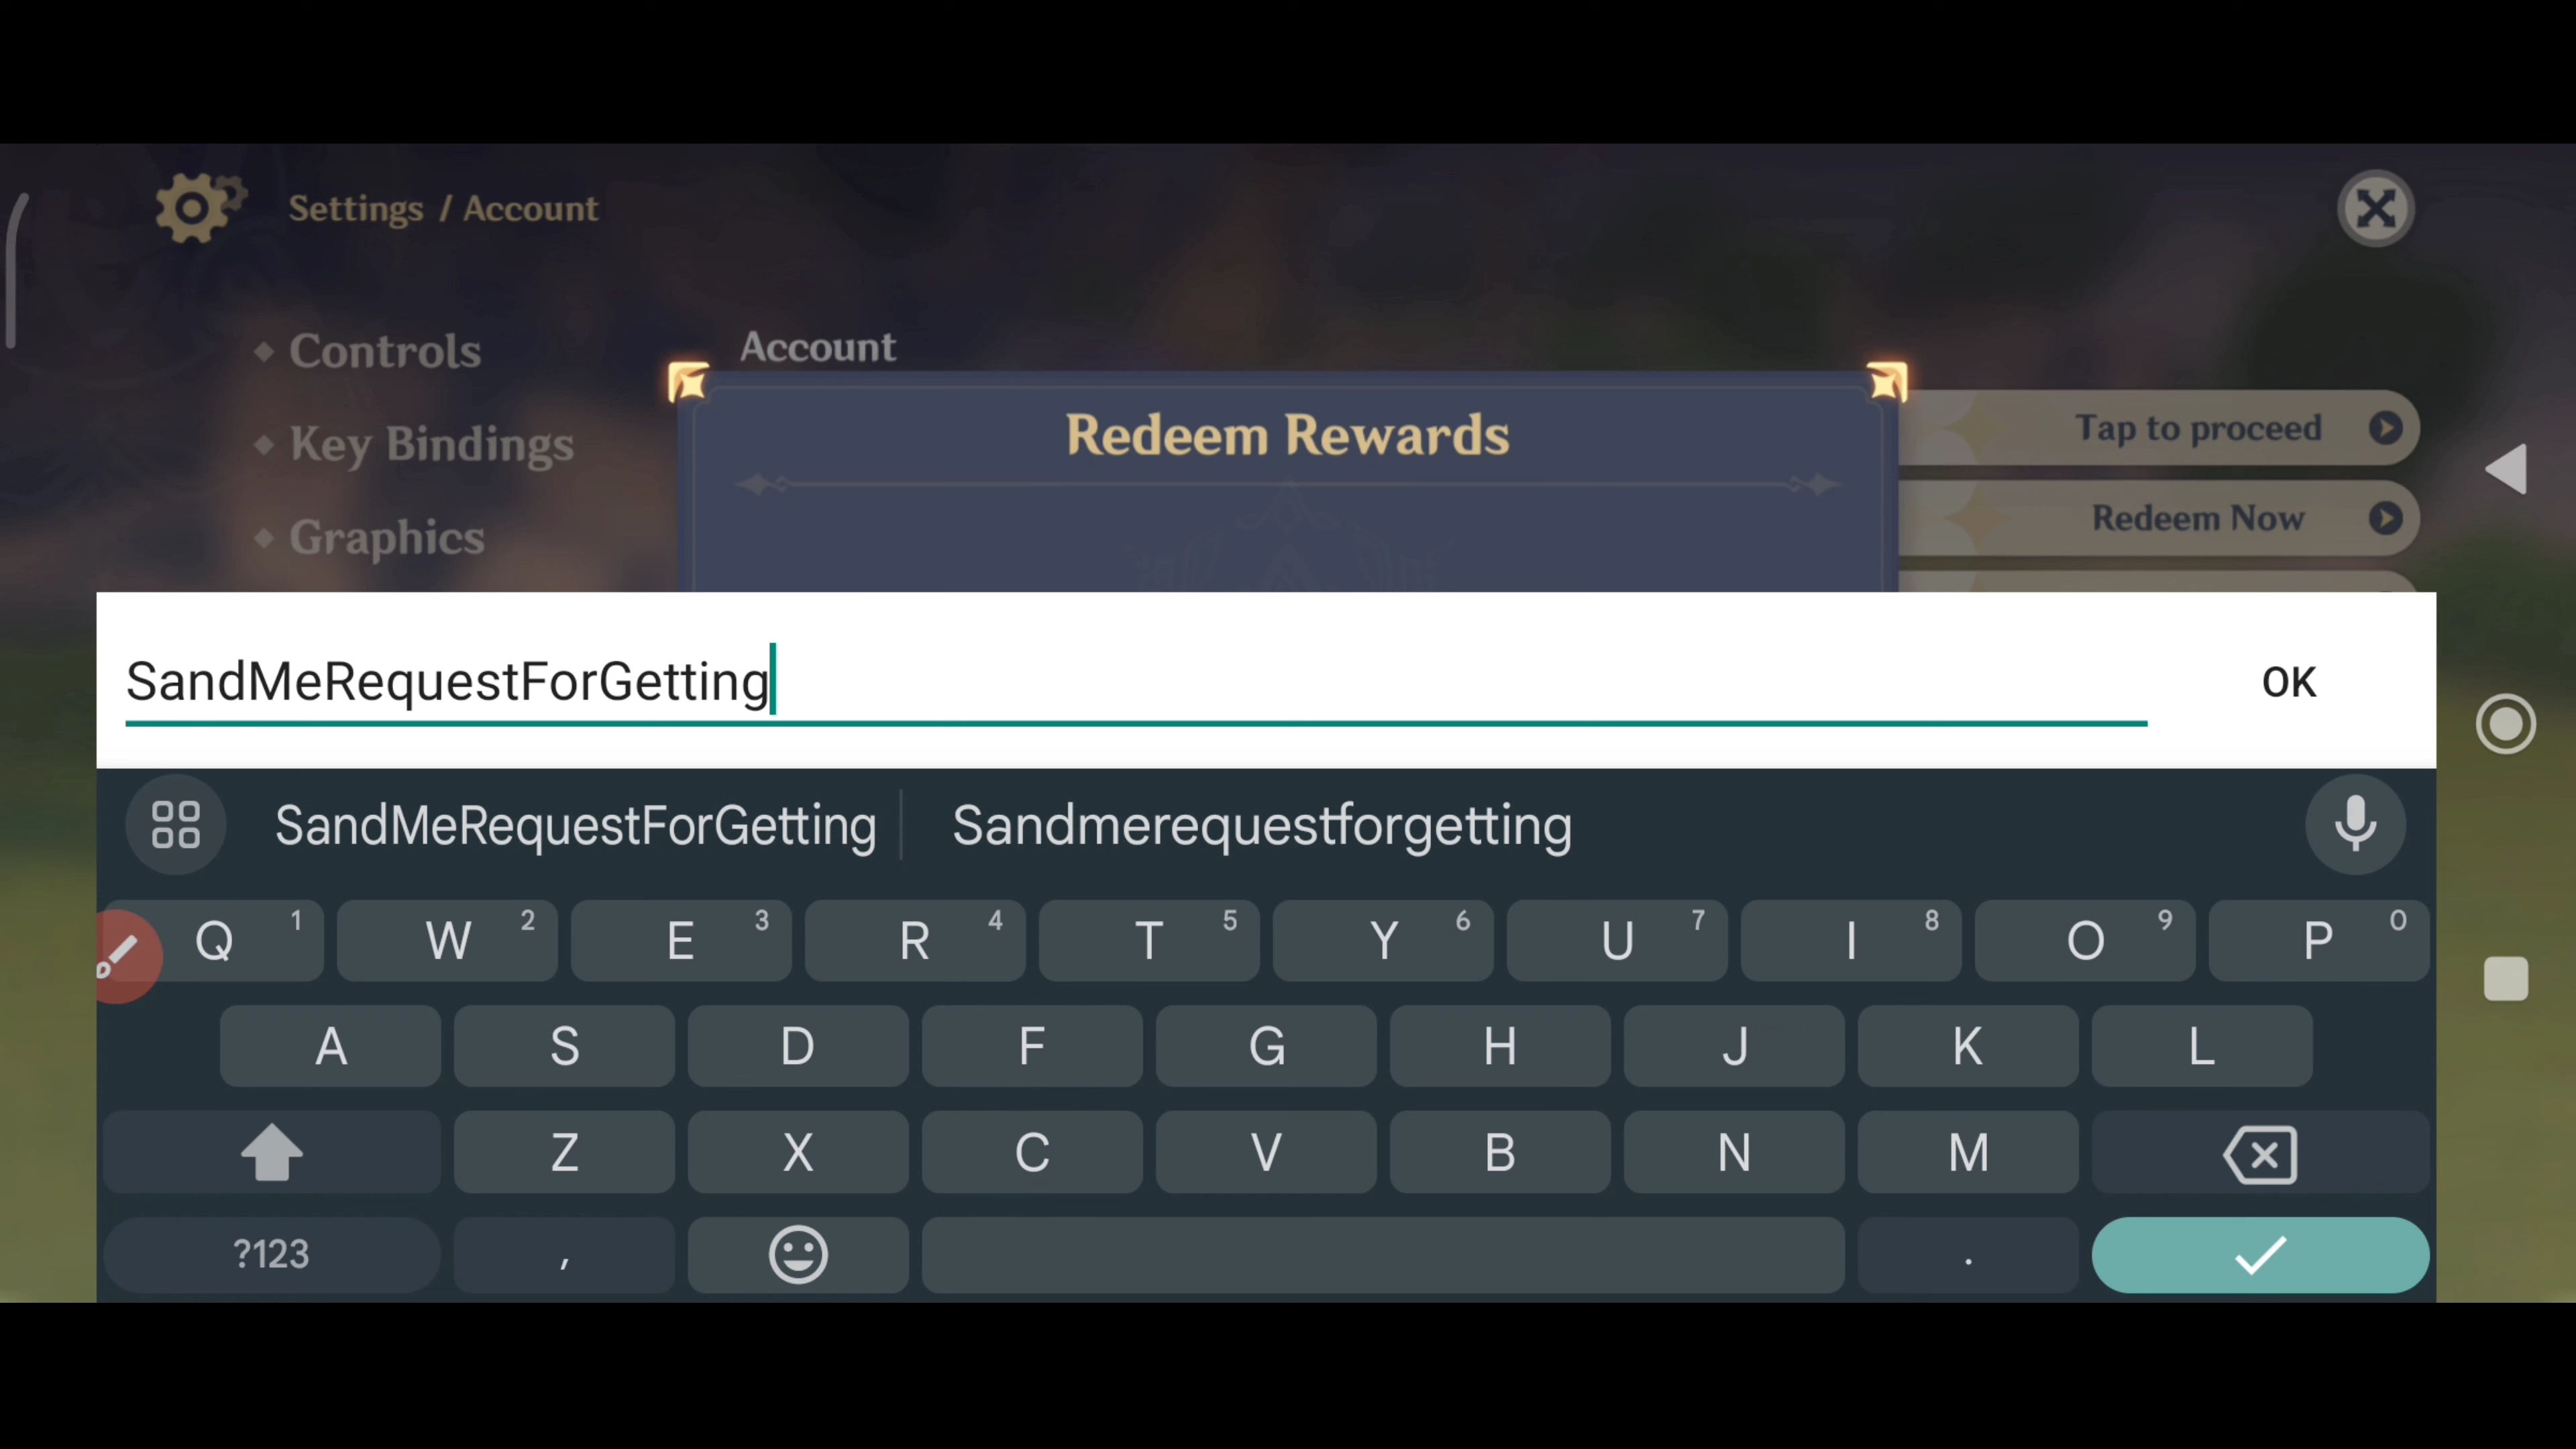 Settings / Account
Controls
Account
Redeem Rewards
Tap to proceed
Key Bindings
Redeem Now
Graphics
SandMeRequestForGetting
OK
SandMeRequestForGetting
Sandmerequestforgetting
Q 1 W 2 E 3 R 4 T 5 Y 6 U 7 I 8 O 9 P 0
A S D F G H J K L
Z X C V B N M
?123 , .